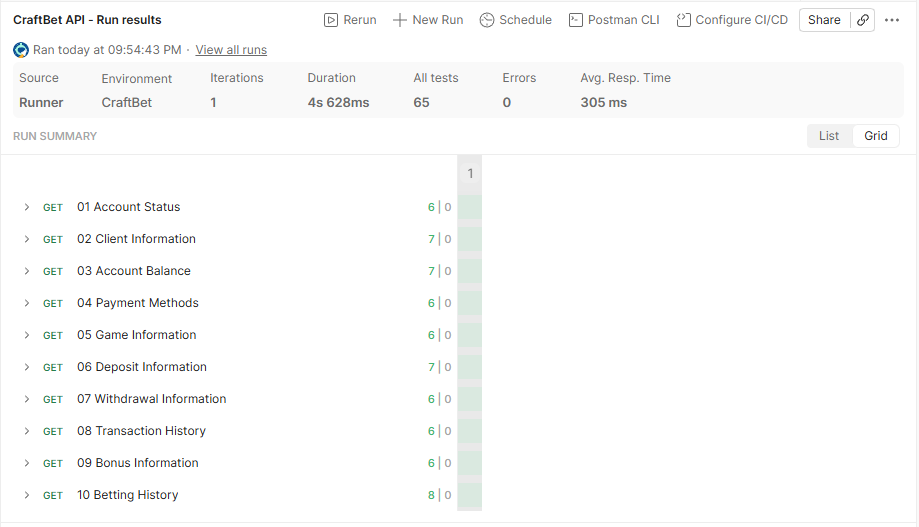 CraftBet API - Run results
Rerun
New Run
Schedule
Postman CLI
Configure CI/CD
Share
Ran today at 09:54:43 PM · View all runs
Source Environment Iterations Duration All tests Errors Avg. Resp. Time
Runner CraftBet 1 4s 628ms 65 0 305 ms
RUN SUMMARY
List Grid
1
GET 01 Account Status 6 | 0
GET 02 Client Information 7 | 0
GET 03 Account Balance 7 | 0
GET 04 Payment Methods 6 | 0
GET 05 Game Information 6 | 0
GET 06 Deposit Information 7 | 0
GET 07 Withdrawal Information 6 | 0
GET 08 Transaction History 6 | 0
GET 09 Bonus Information 6 | 0
GET 10 Betting History 8 | 0